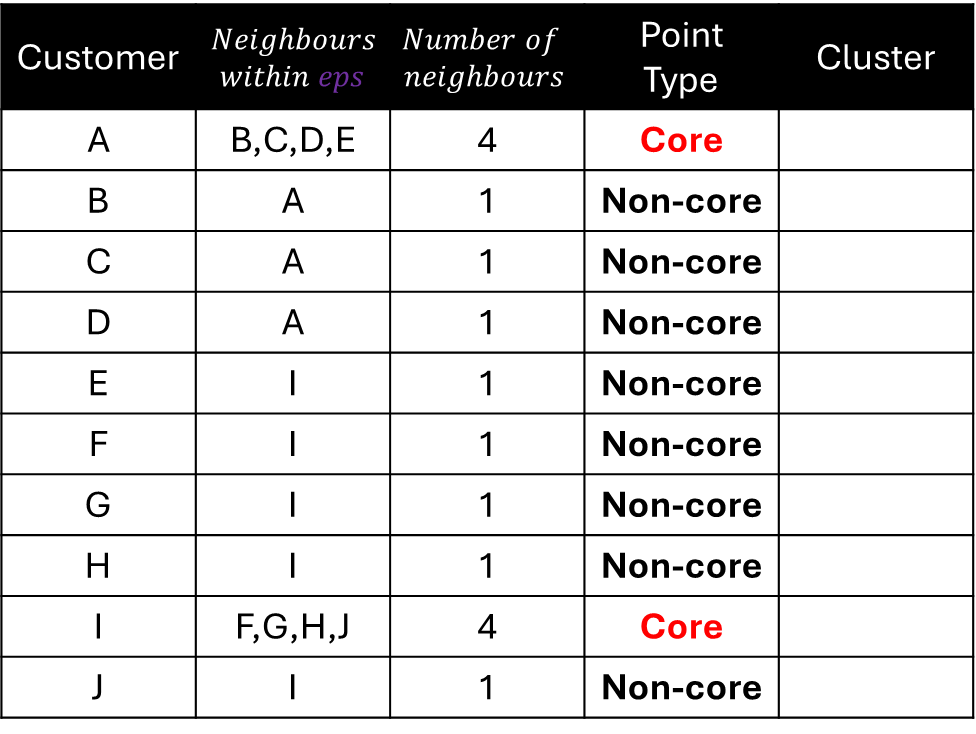 Customer Neighbours within eps Number of neighbours Point Type Cluster
A B,C,D,E 4 Core
B A 1 Non-core
C A 1 Non-core
D A 1 Non-core
E I 1 Non-core
F I 1 Non-core
G I 1 Non-core
H I 1 Non-core
I F,G,H,J 4 Core
J I 1 Non-core